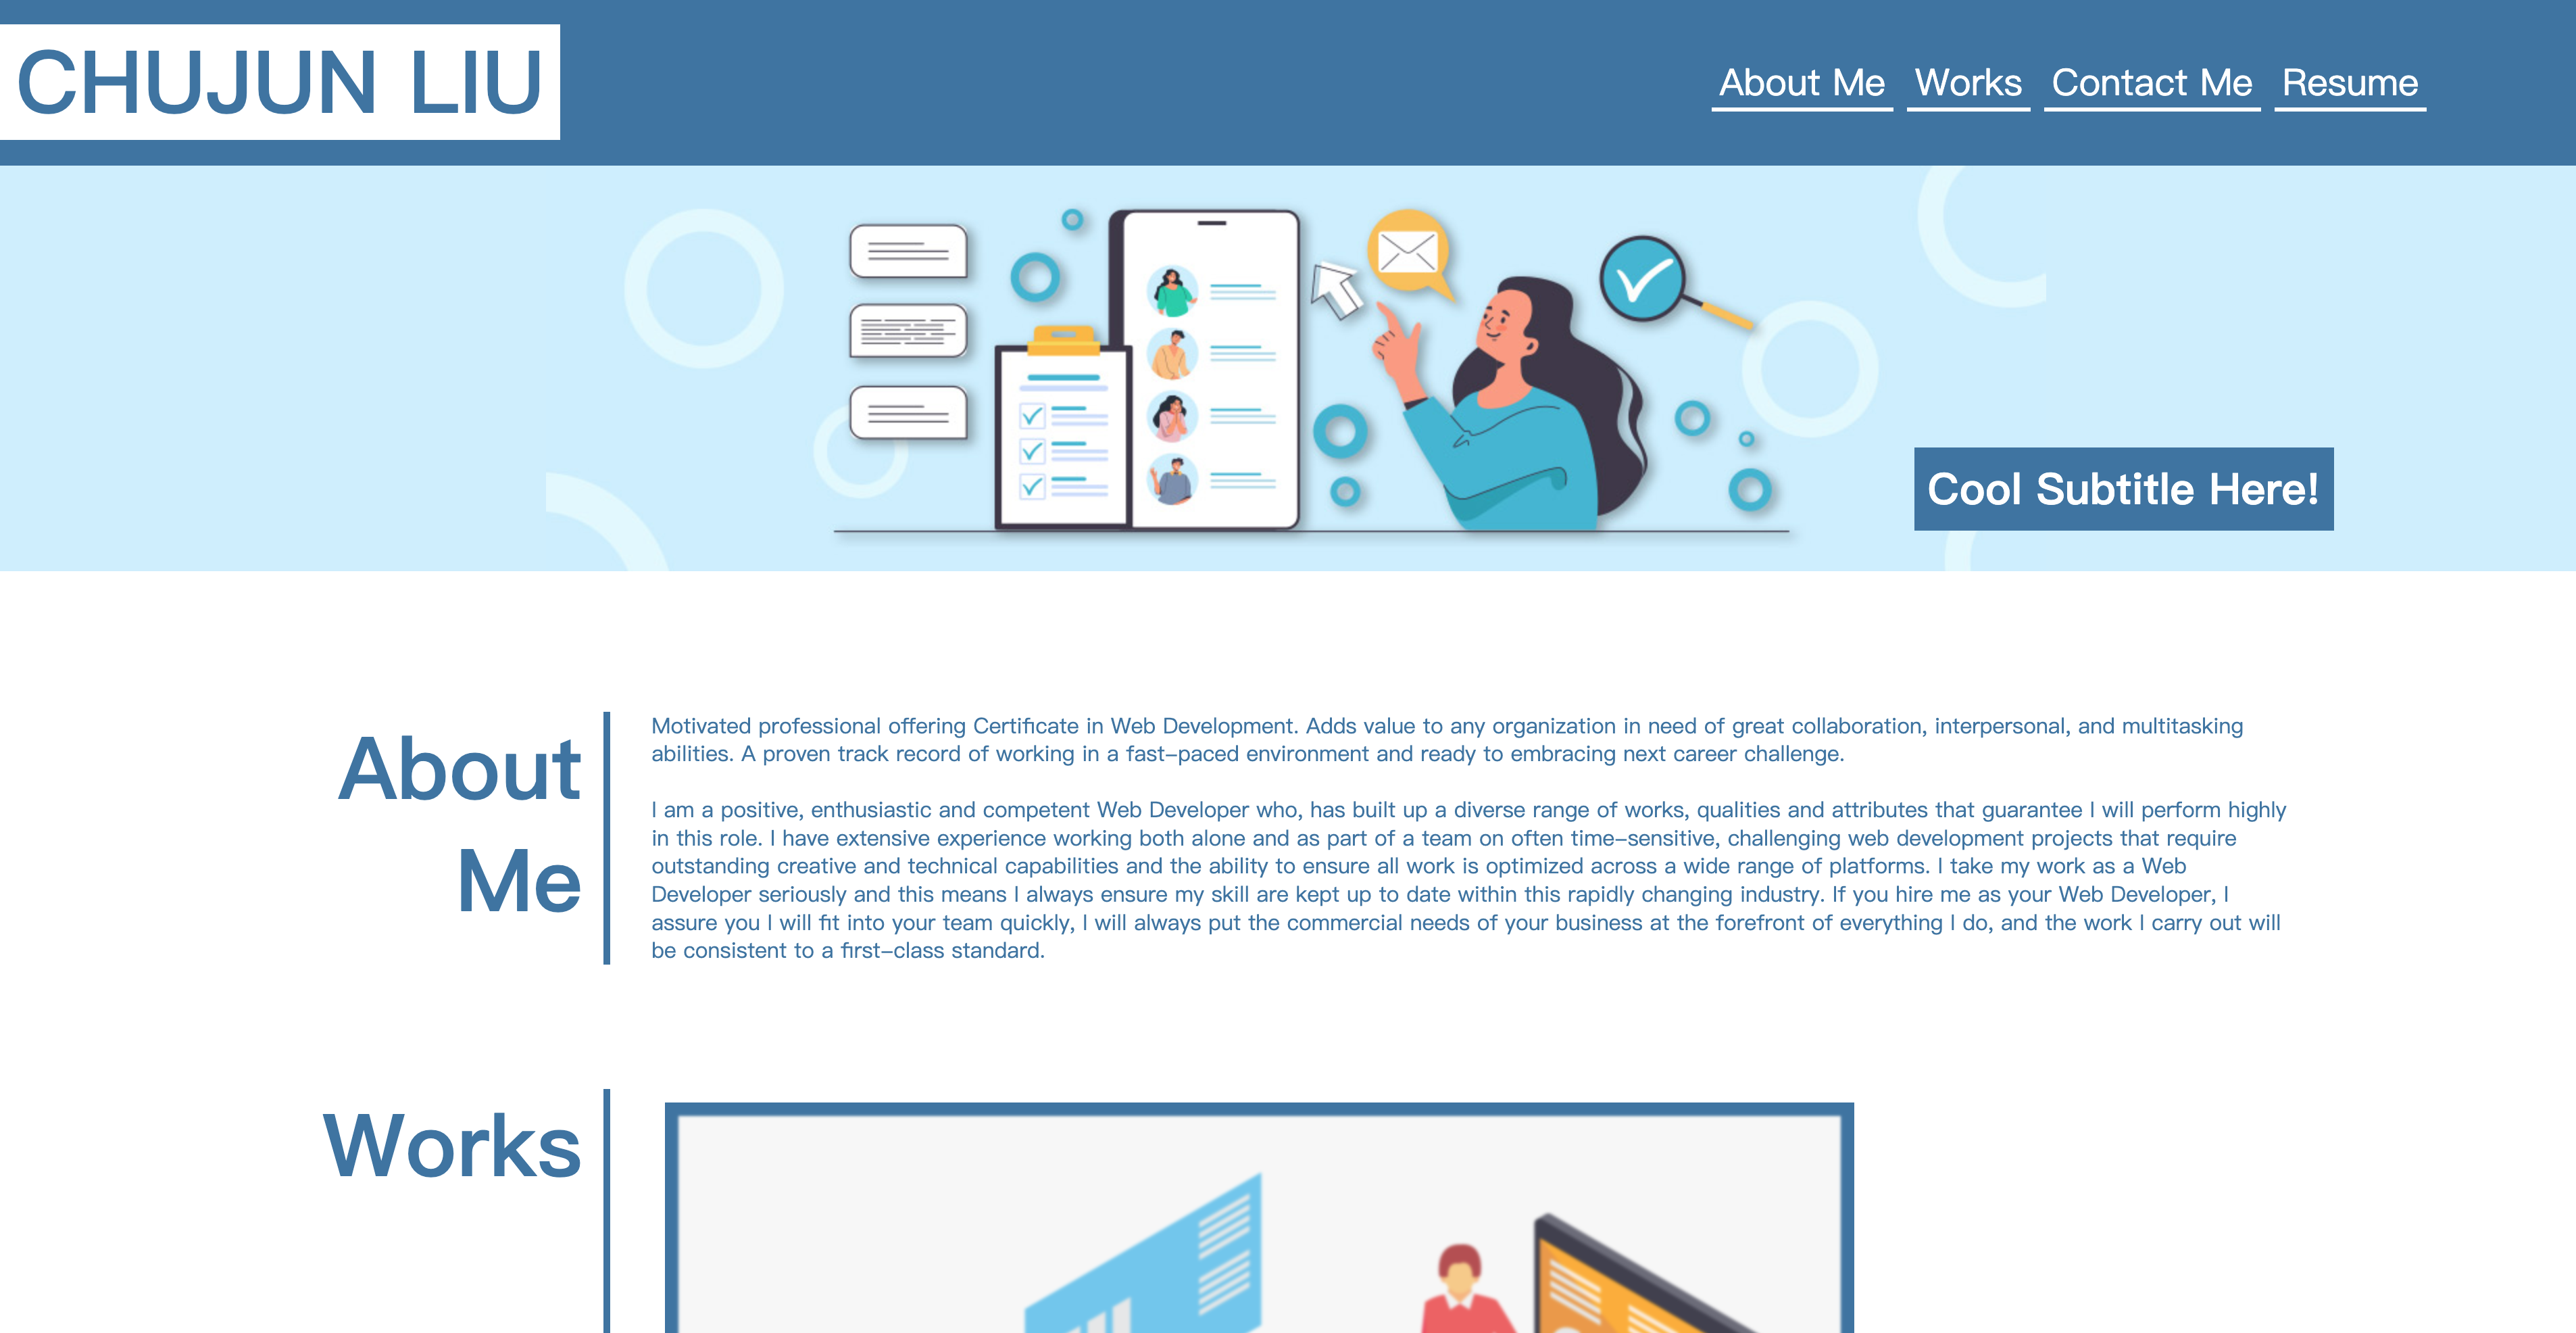 CHUJUN LIU
About Me Works Contact Me Resume
Cool Subtitle Here!
About
Me
Motivated professional offering Certificate in Web Development. Adds value to any organization in need of great collaboration, interpersonal, and multitasking
abilities. A proven track record of working in a fast-paced environment and ready to embracing next career challenge.
I am a positive, enthusiastic and competent Web Developer who, has built up a diverse range of works, qualities and attributes that guarantee I will perform highly
in this role. I have extensive experience working both alone and as part of a team on often time-sensitive, challenging web development projects that require
outstanding creative and technical capabilities and the ability to ensure all work is optimized across a wide range of platforms. I take my work as a Web
Developer seriously and this means I always ensure my skill are kept up to date within this rapidly changing industry. If you hire me as your Web Developer, I
assure you I will fit into your team quickly, I will always put the commercial needs of your business at the forefront of everything I do, and the work I carry out will
be consistent to a first-class standard.
Works